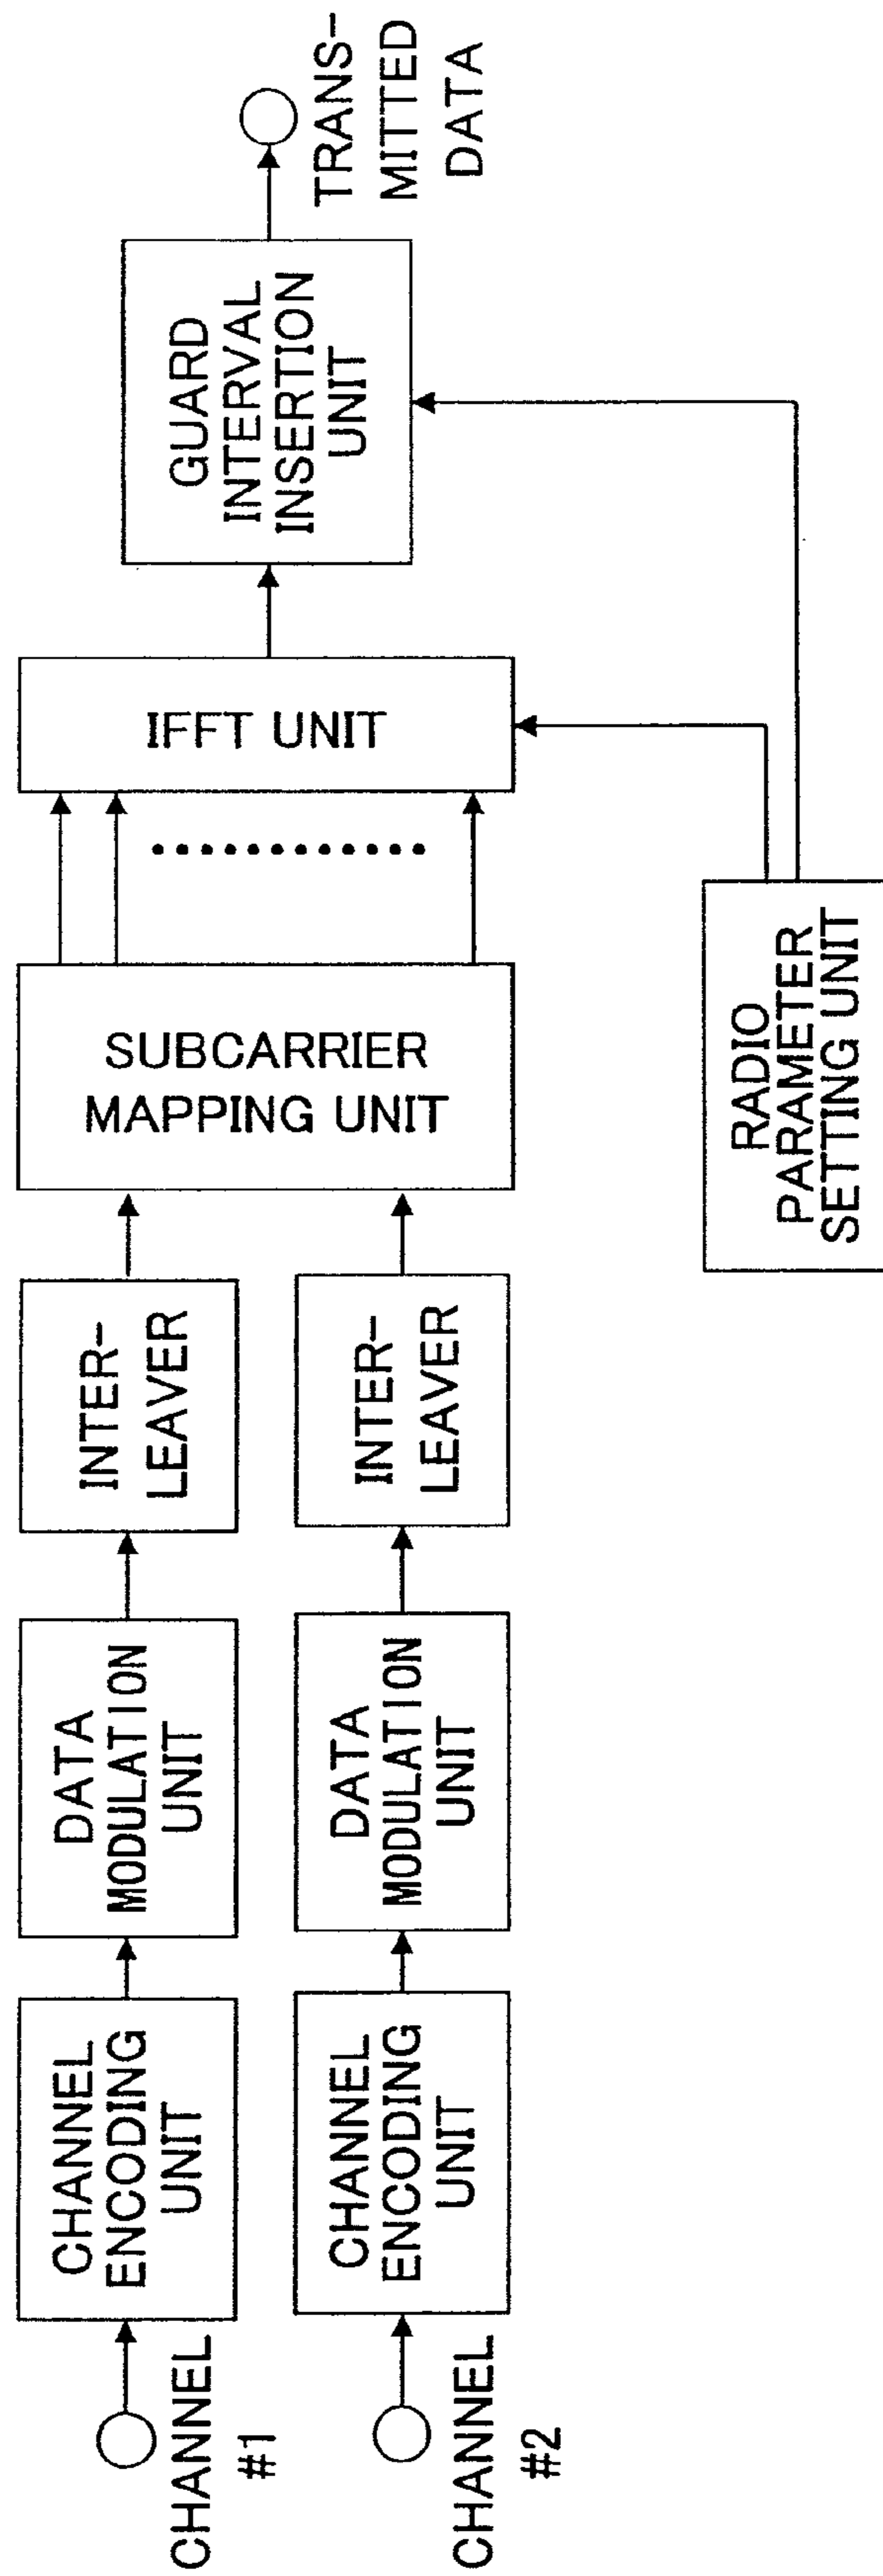 CHANNEL
#1
CHANNEL
ENCODING
UNIT
DATA
MODULATION
UNIT
INTER-
LEAVER
CHANNEL
#2
CHANNEL
ENCODING
UNIT
DATA
MODULATION
UNIT
INTER-
LEAVER
SUBCARRIER
MAPPING UNIT
IFFT UNIT
GUARD
INTERVAL
INSERTION
UNIT
TRANS-
MITTED
DATA
RADIO
PARAMETER
SETTING UNIT